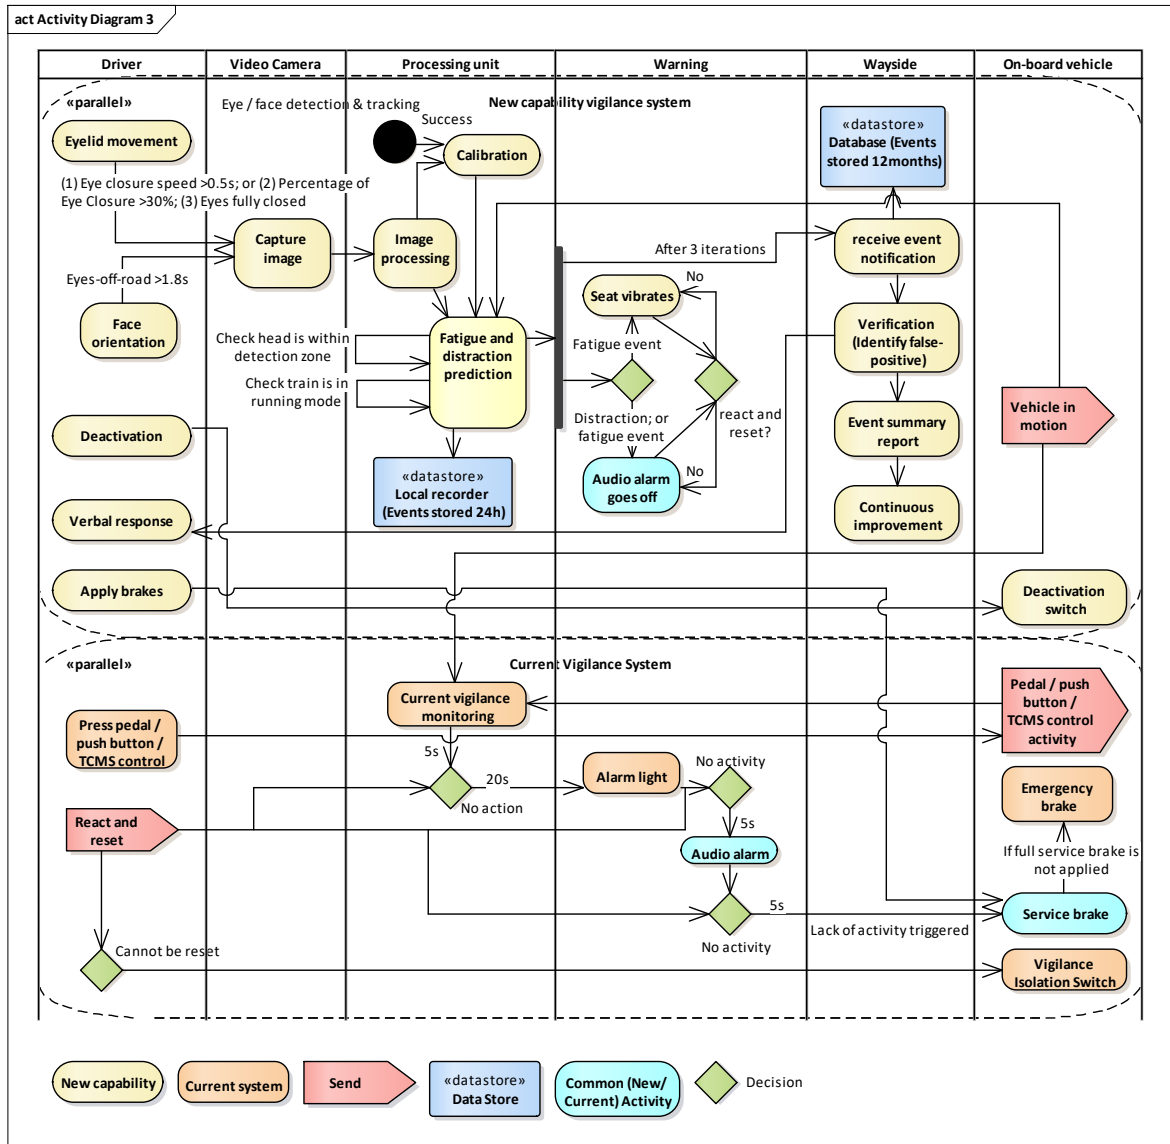 act Activity Diagram 3
Driver
Video Camera
Processing unit
Warning
Wayside
On-board vehicle
«parallel»
New capability vigilance system
Eye / face detection & tracking
Success
Eyelid movement
Calibration
«datastore»
Database (Events
stored 12months)
(1) Eye closure speed >0.5s; or (2) Percentage of
Eye Closure >30%; (3) Eyes fully closed
Capture
image
Image
processing
After 3 iterations
receive event
notification
Eyes-off-road >1.8s
Face
orientation
Seat vibrates
No
Check head is within
detection zone
Check train is in
running mode
Fatigue and
distraction
prediction
Fatigue event
Verification
(Identify false-
positive)
Distraction; or
fatigue event
react and
reset?
Vehicle in
motion
Deactivation
Event summary
report
«datastore»
Local recorder
(Events stored 24h)
Audio alarm
goes off
No
Verbal response
Continuous
improvement
Apply brakes
Deactivation
switch
«parallel»
Current Vigilance System
Current vigilance
monitoring
Pedal / push
button /
TCMS control
activity
Press pedal /
push button /
TCMS control
5s
20s
No action
Alarm light
No activity
Emergency
brake
React and
reset
5s
Audio alarm
If full service brake is
not applied
5s
No activity
Lack of activity triggered
Service brake
Cannot be reset
Vigilance
Isolation Switch
New capability
Current system
Send
«datastore»
Data Store
Common (New/
Current) Activity
Decision